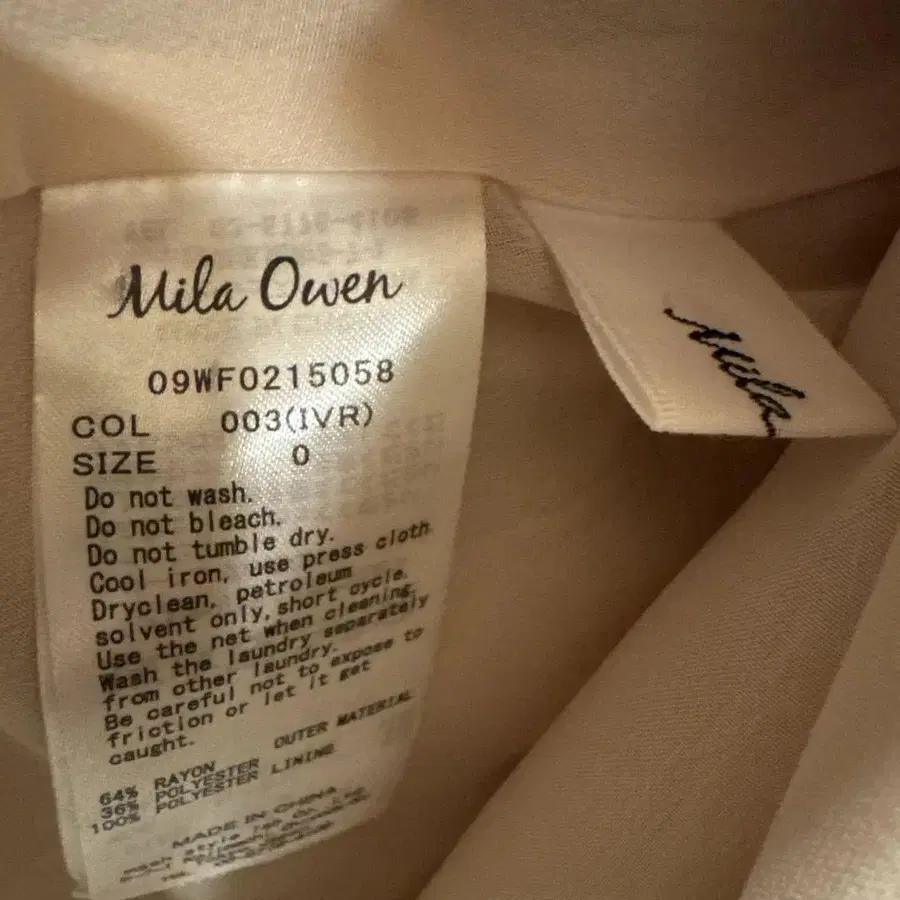 Mila Owen
09WF0215058
COL 003(IVR)
SIZE 0
Do not wash.
Do not bleach.
Do not tumble dry.
Cool iron, use press cloth
Dryclean, petroleum
solvent only, short cycle.
Use the net when cleaning.
Wash the laundry separately
from other laundry.
Be careful not to expose to
friction or let it get
caught.
OUTER MATERIAL
64% RAYON
36% POLYESTER
100% POLYESTER LINING
MADE IN CHINA
Mila